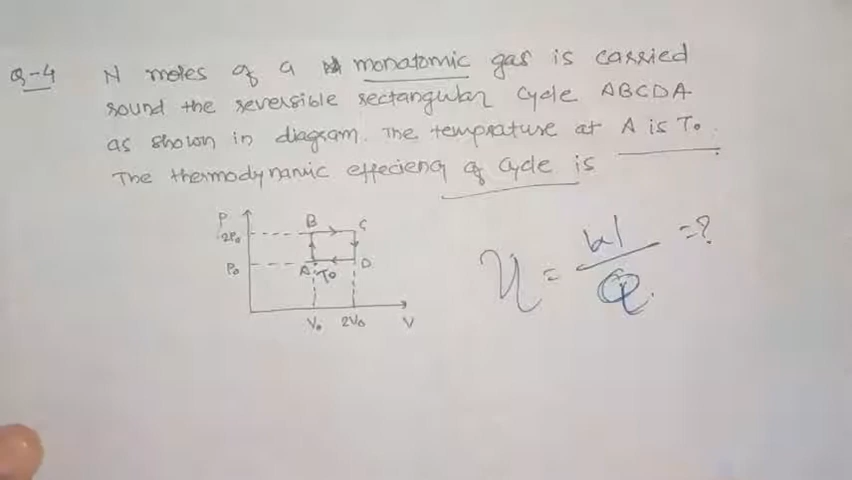 Q-4 N moles of a monatomic gas is carried
round the reversible rectangular cycle ABCDA
as shown in diagram. The temprature at A is T₀.
The thermodynamic effeciency of cycle is
P
2P₀
B
C
P₀
A
T₀
D
V₀
2V₀
V
η = W/Q = ?